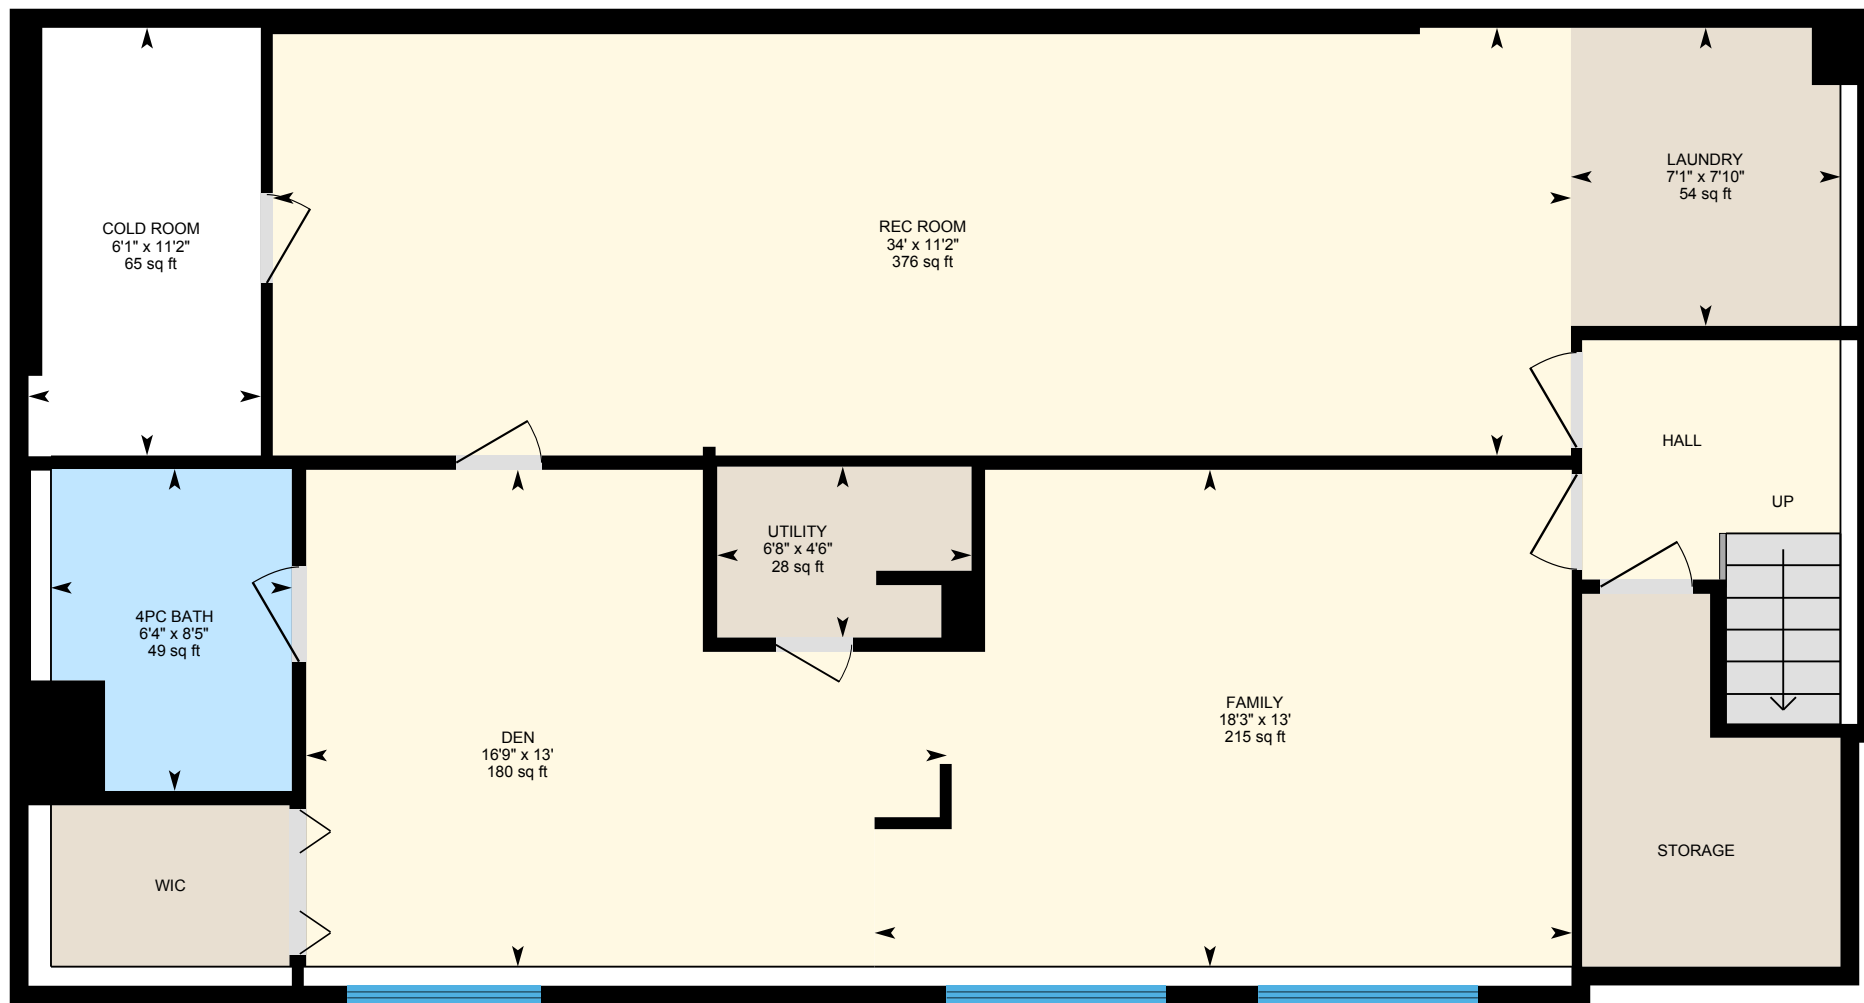 COLD ROOM
6'1" x 11'2"
65 sq ft
REC ROOM
34' x 11'2"
376 sq ft
LAUNDRY
7'1" x 7'10"
54 sq ft
HALL
UP
UTILITY
6'8" x 4'6"
28 sq ft
4PC BATH
6'4" x 8'5"
49 sq ft
DEN
16'9" x 13'
180 sq ft
FAMILY
18'3" x 13'
215 sq ft
STORAGE
WIC